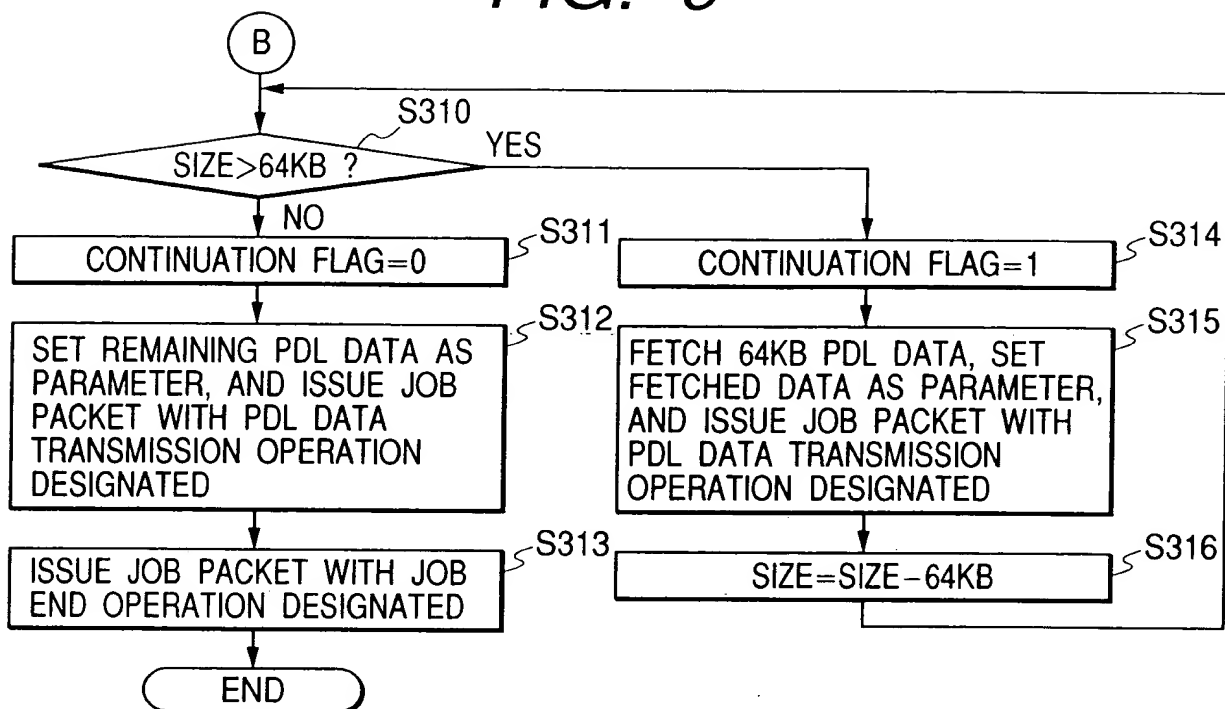 B
S310
SIZE>64KB ?
YES
NO
S311
CONTINUATION FLAG=0
S312
SET REMAINING PDL DATA AS
PARAMETER, AND ISSUE JOB
PACKET WITH PDL DATA
TRANSMISSION OPERATION
DESIGNATED
S313
ISSUE JOB PACKET WITH JOB
END OPERATION DESIGNATED
END
S314
CONTINUATION FLAG=1
S315
FETCH 64KB PDL DATA, SET
FETCHED DATA AS PARAMETER,
AND ISSUE JOB PACKET WITH
PDL DATA TRANSMISSION
OPERATION DESIGNATED
S316
SIZE=SIZE-64KB